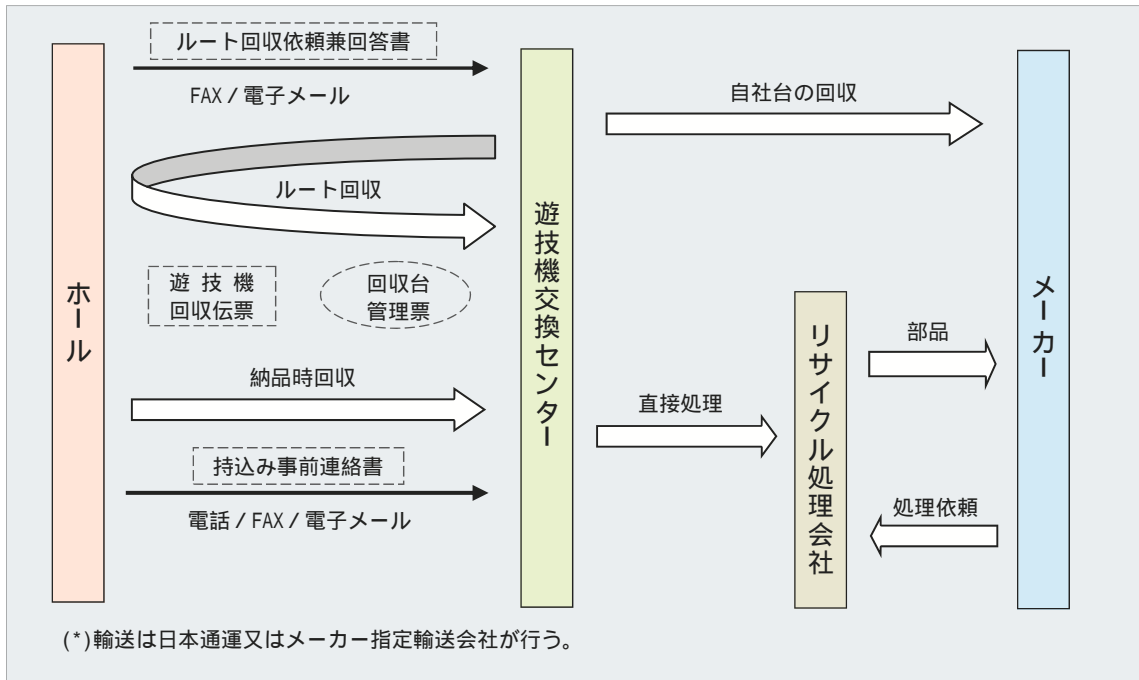 ルート回収依頼兼回答書
FAX / 電子メール
ルート回収
遊 技 機
回収伝票
回収台
管理票
納品時回収
持込み事前連絡書
電話 / FAX / 電子メール
ホール
遊技機交換センター
自社台の回収
直接処理
リサイクル処理会社
部品
処理依頼
メーカー
(*)輸送は日本通運又はメーカー指定輸送会社が行う。